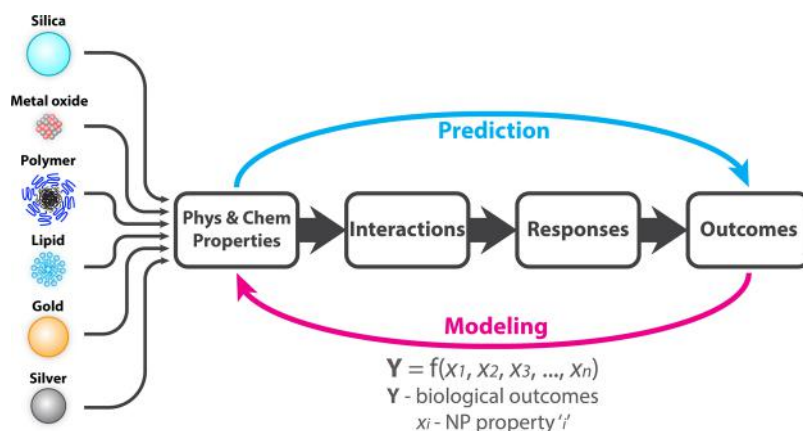 Silica
Metal oxide
Polymer
Lipid
Gold
Silver
Prediction
Phys & Chem
Properties
Interactions
Responses
Outcomes
Modeling
Y = f(x1, x2, x3, ..., xn)
Y - biological outcomes
xi - NP property 'i'